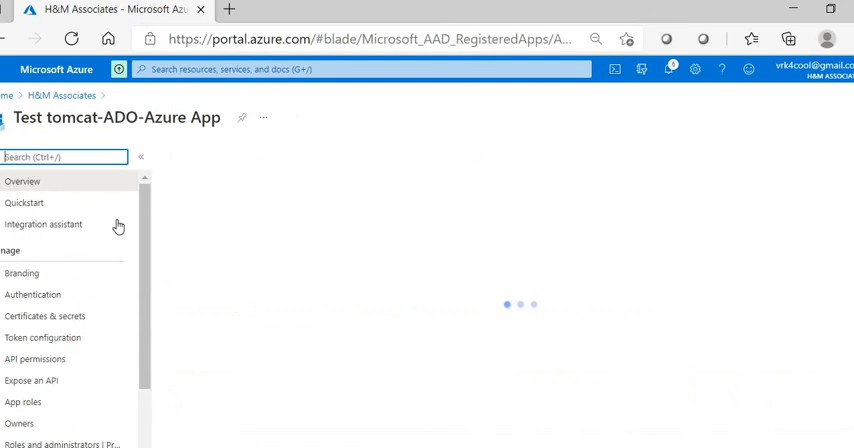 H&M Associates - Microsoft Azu
https://portal.azure.com/#blade/Microsoft_AAD_RegisteredApps/A...
Microsoft Azure
Search resources, services, and docs (G+/)
6
vrk4cool@gmail.co
H&M ASSOCIAT
me > H&M Associates >
Test tomcat-ADO-Azure App
Search (Ctrl+/)
Overview
Quickstart
Integration assistant
nage
Branding
Authentication
Certificates & secrets
Token configuration
API permissions
Expose an API
App roles
Owners
Roles and administrators | Pr...